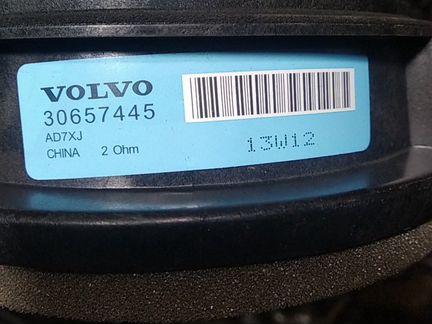 VOLVO
30657445
AD7XJ
CHINA 2 Ohm
13W12